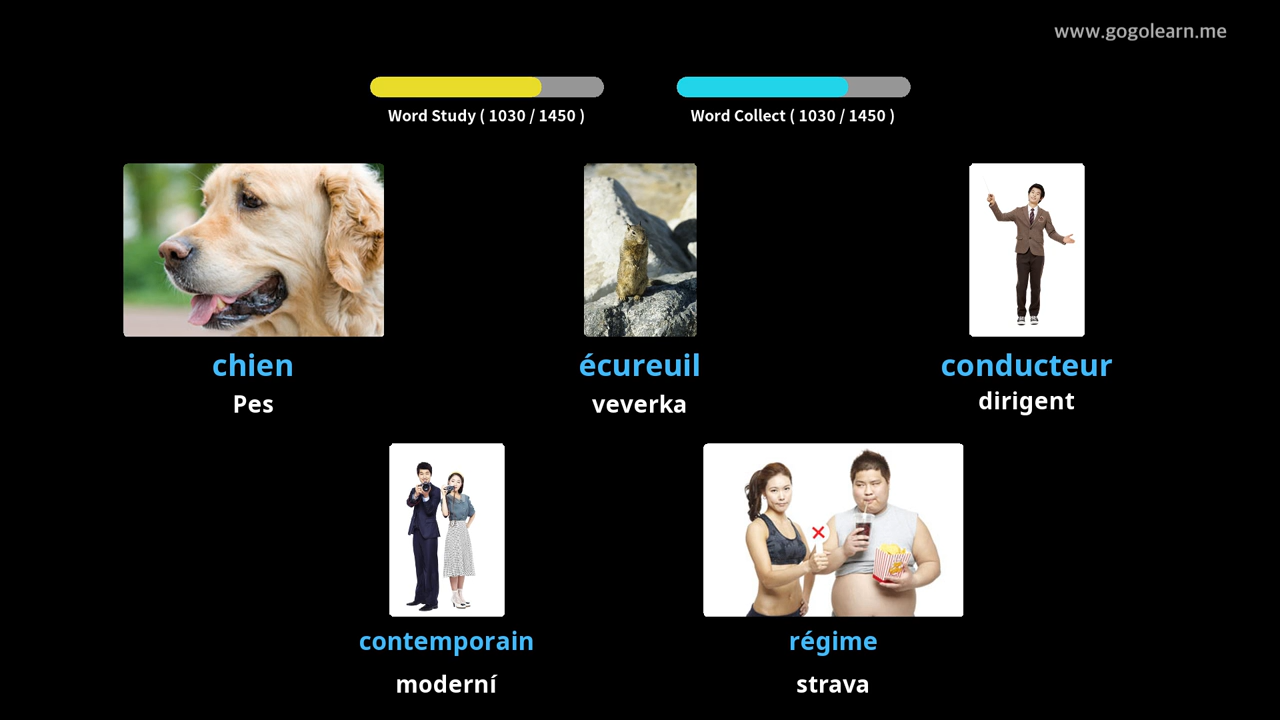 www.gogolearn.me
Word Study ( 1030 / 1450 )
Word Collect ( 1030 / 1450 )
chien
Pes
écureuil
veverka
conducteur
dirigent
contemporain
moderní
régime
strava